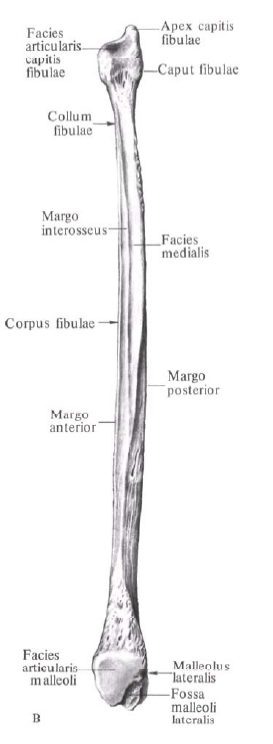 Facies
articularis
capitis
fibulae
Apex capitis
fibulae
Caput fibulae
Collum
fibulae
Margo
interosseus
Facies
medialis
Corpus fibulae
Margo
posterior
Margo
anterior
Facies
articularis
malleoli
Malleolus
lateralis
Fossa
malleoli
lateralis
В